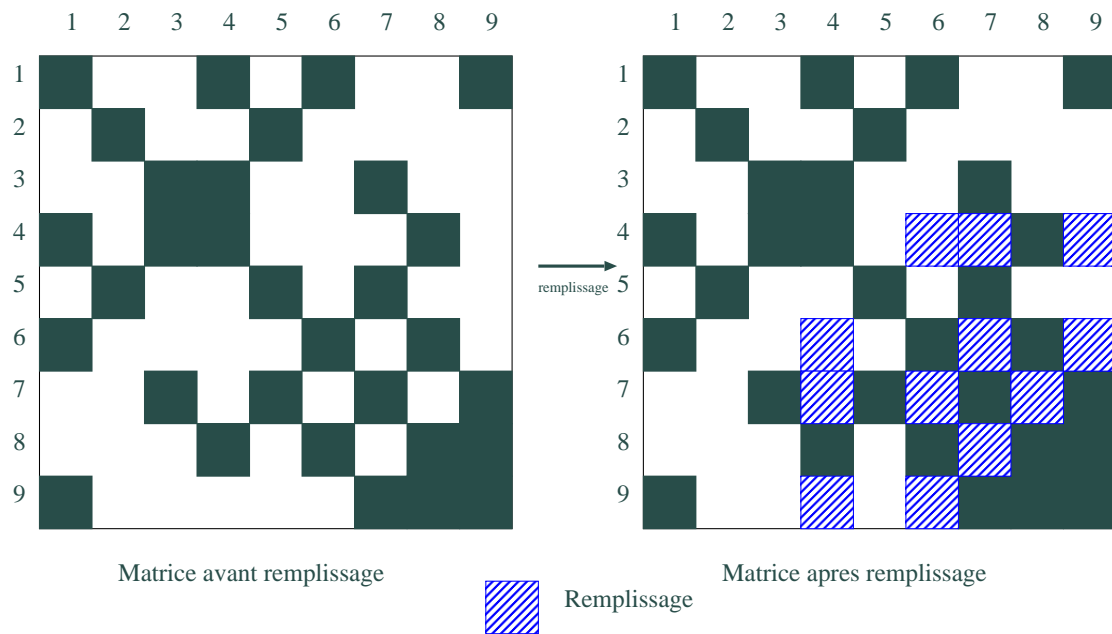 1 2 3 4 5 6 7 8 9 1 2 3 4 5 6 7 8 9
1 1
2 2
3 3
4 4
5 remplissage 5
6 6
7 7
8 8
9 9
Matrice avant remplissage Matrice apres remplissage
Remplissage